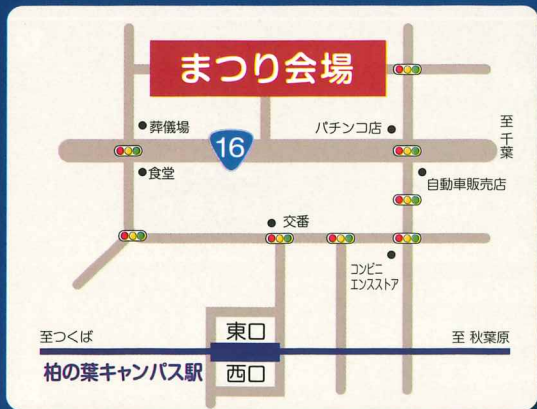 まつり会場
葬儀場
パチンコ店
至千葉
16
食堂
自動車販売店
交番
コンビニ
エンスストア
至つくば
東口
至 秋葉原
柏の葉キャンパス駅
西口